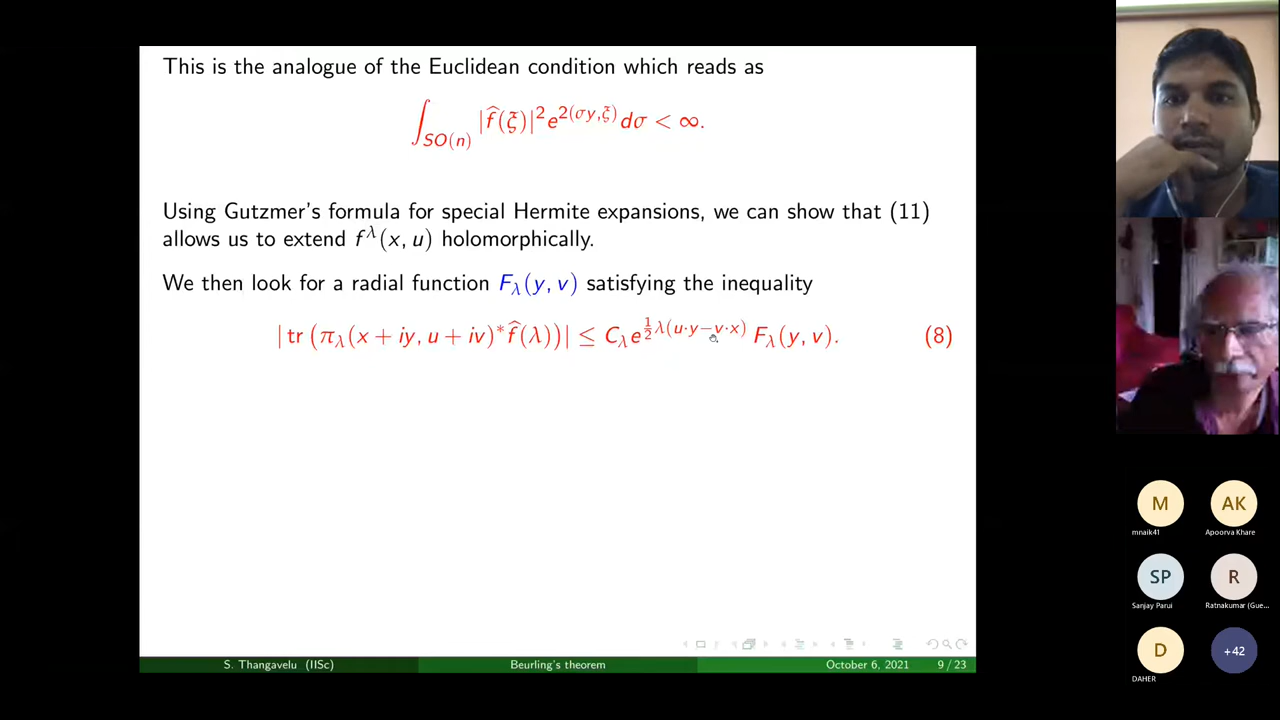 This is the analogue of the Euclidean condition which reads as
∫_{SO(n)} |f̂(ξ)|² e^{2(σy,ξ)} dσ < ∞.
Using Gutzmer's formula for special Hermite expansions, we can show that (11)
allows us to extend f^λ(x, u) holomorphically.
We then look for a radial function F_λ(y, v) satisfying the inequality
| tr (π_λ(x + iy, u + iv)* f̂(λ))| ≤ C_λ e^{½λ(u·y−v·x)} F_λ(y, v). (8)
S. Thangavelu (IISc) Beurling's theorem October 6, 2021 9 / 23
M AK
mnaik41 Apoorva Khare
SP R
Sanjay Parui Ratnakumar (Gue...
D +42
DAHER